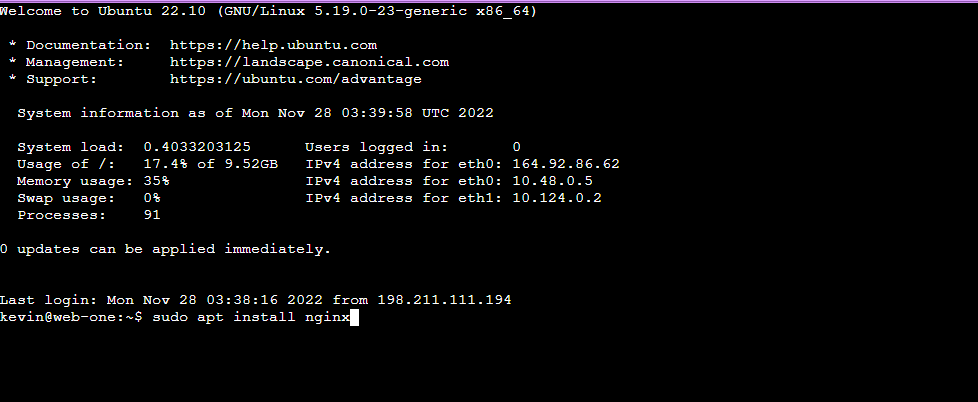 Welcome to Ubuntu 22.10 (GNU/Linux 5.19.0-23-generic x86_64)
* Documentation:  https://help.ubuntu.com
* Management:     https://landscape.canonical.com
* Support:        https://ubuntu.com/advantage
System information as of Mon Nov 28 03:39:58 UTC 2022
System load:  0.4033203125      Users logged in:       0
Usage of /:   17.4% of 9.52GB   IPv4 address for eth0: 164.92.86.62
Memory usage: 35%               IPv4 address for eth0: 10.48.0.5
Swap usage:   0%                IPv4 address for eth1: 10.124.0.2
Processes:    91
0 updates can be applied immediately.
Last login: Mon Nov 28 03:38:16 2022 from 198.211.111.194
kevin@web-one:~$ sudo apt install nginx